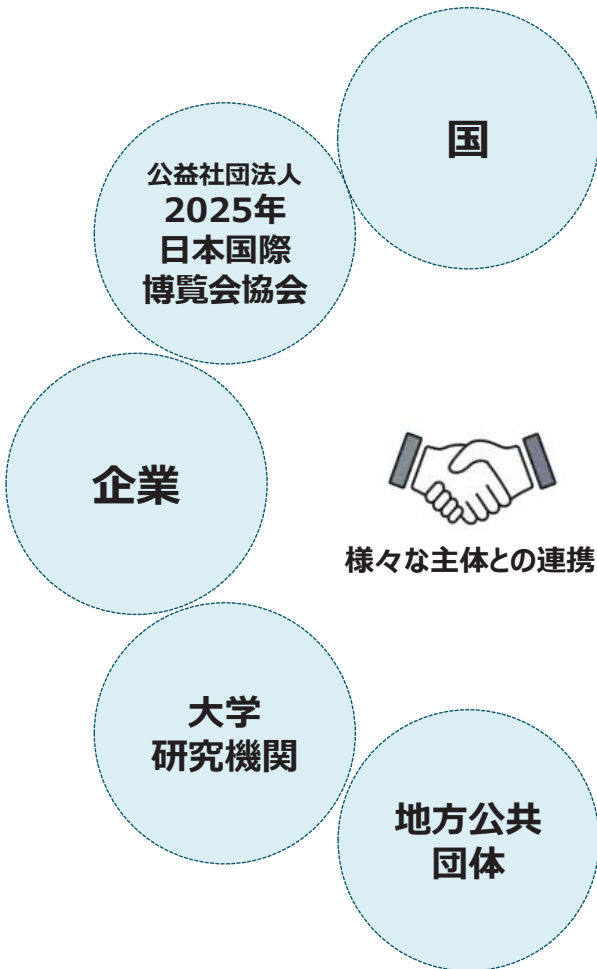 国
公益社団法人
2025年
日本国際
博覧会協会
企業
様々な主体との連携
大学
研究機関
地方公共
団体